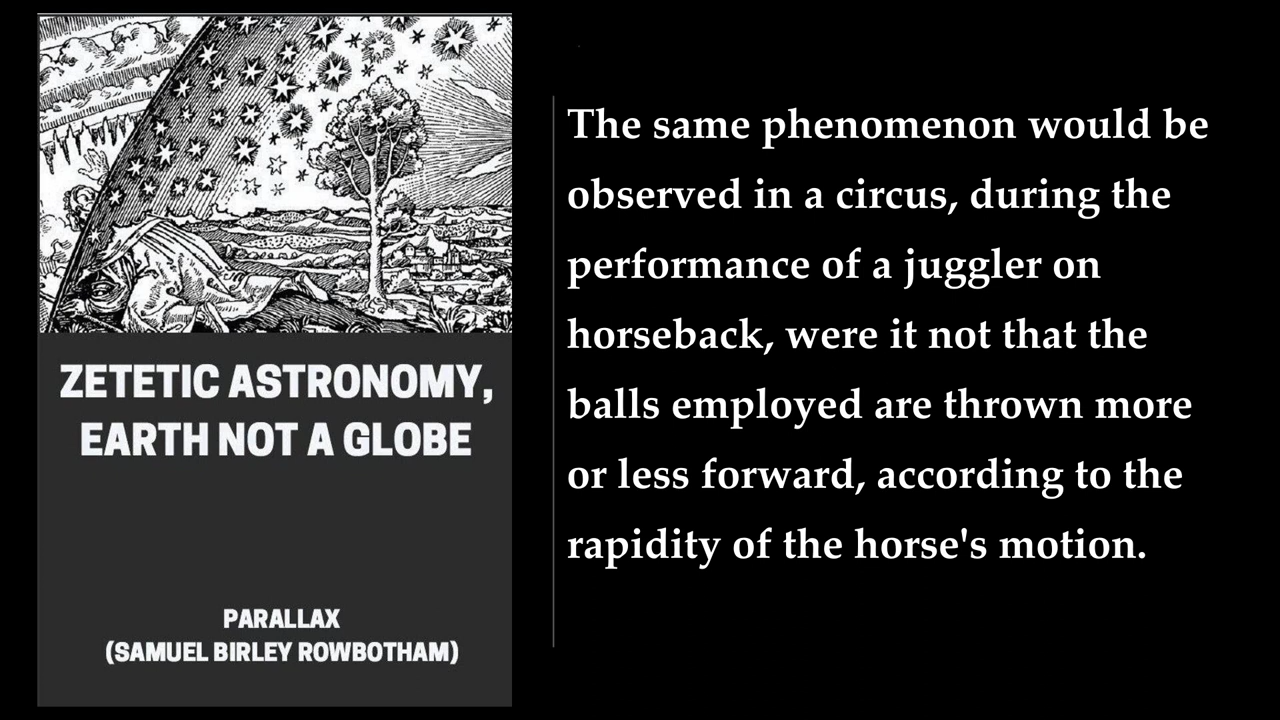 ZETETIC ASTRONOMY,
EARTH NOT A GLOBE
PARALLAX
(SAMUEL BIRLEY ROWBOTHAM)
The same phenomenon would be
observed in a circus, during the
performance of a juggler on
horseback, were it not that the
balls employed are thrown more
or less forward, according to the
rapidity of the horse's motion.